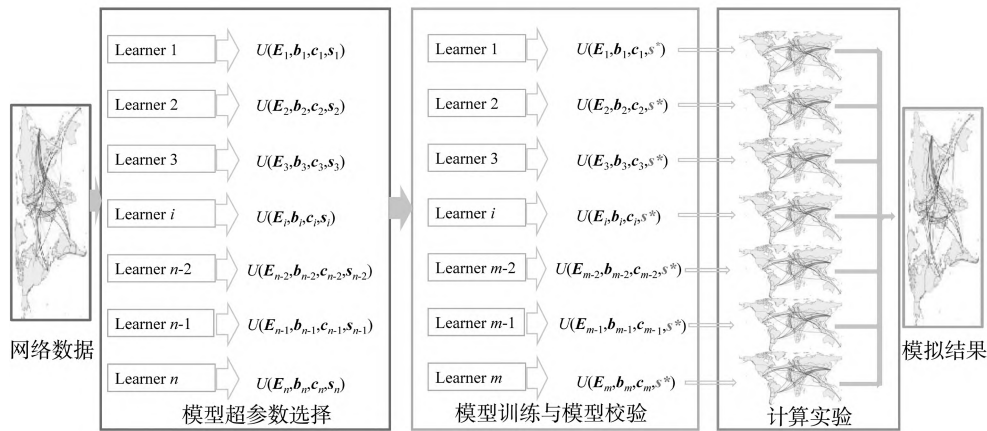 网络数据
Learner 1 U(E1,b1,c1,s1)
Learner 2 U(E2,b2,c2,s2)
Learner 3 U(E3,b3,c3,s3)
Learner i U(Ei,bi,ci,si)
Learner n-2 U(En-2,bn-2,cn-2,sn-2)
Learner n-1 U(En-1,bn-1,cn-1,sn-1)
Learner n U(En,bn,cn,sn)
模型超参数选择
Learner 1 U(E1,b1,c1,s*)
Learner 2 U(E2,b2,c2,s*)
Learner 3 U(E3,b3,c3,s*)
Learner i U(Ei,bi,ci,s*)
Learner m-2 U(Em-2,bm-2,cm-2,s*)
Learner m-1 U(Em-1,bm-1,cm-1,s*)
Learner m U(Em,bm,cm,s*)
模型训练与模型校验
计算实验
模拟结果